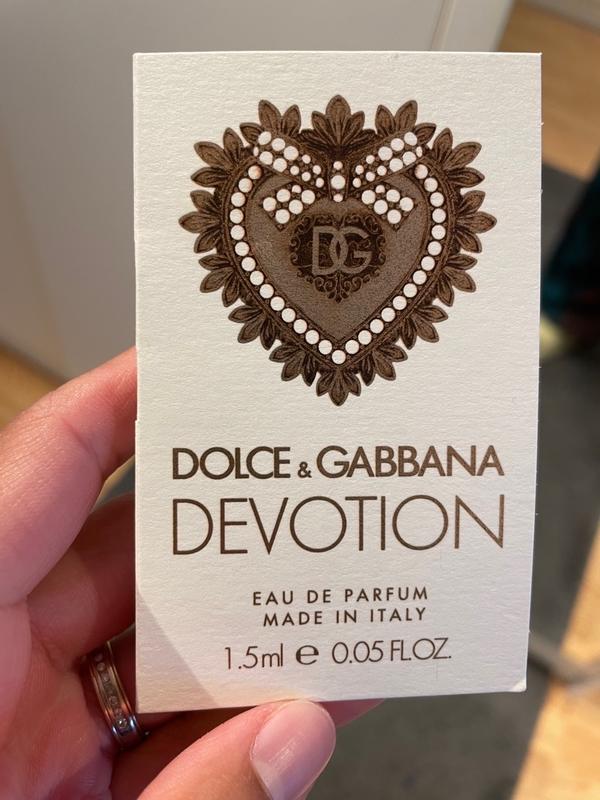 DG
DOLCE & GABBANA
DEVOTION
EAU DE PARFUM
MADE IN ITALY
1.5ml ℮ 0.05 FL.OZ.